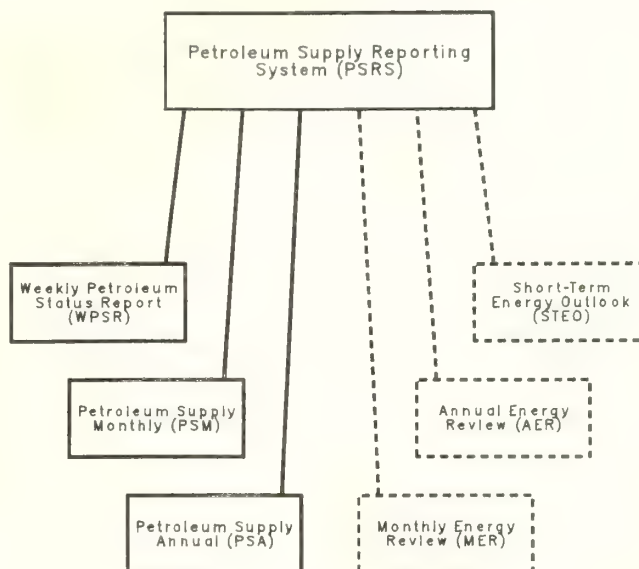 Petroleum Supply Reporting
System (PSRS)
Weekly Petroleum
Status Report
(WPSR)
Short-Term
Energy Outlook
(STEO)
Petroleum Supply
Monthly (PSM)
Annual Energy
Review (AER)
Petroleum Supply
Annual (PSA)
Monthly Energy
Review (MER)